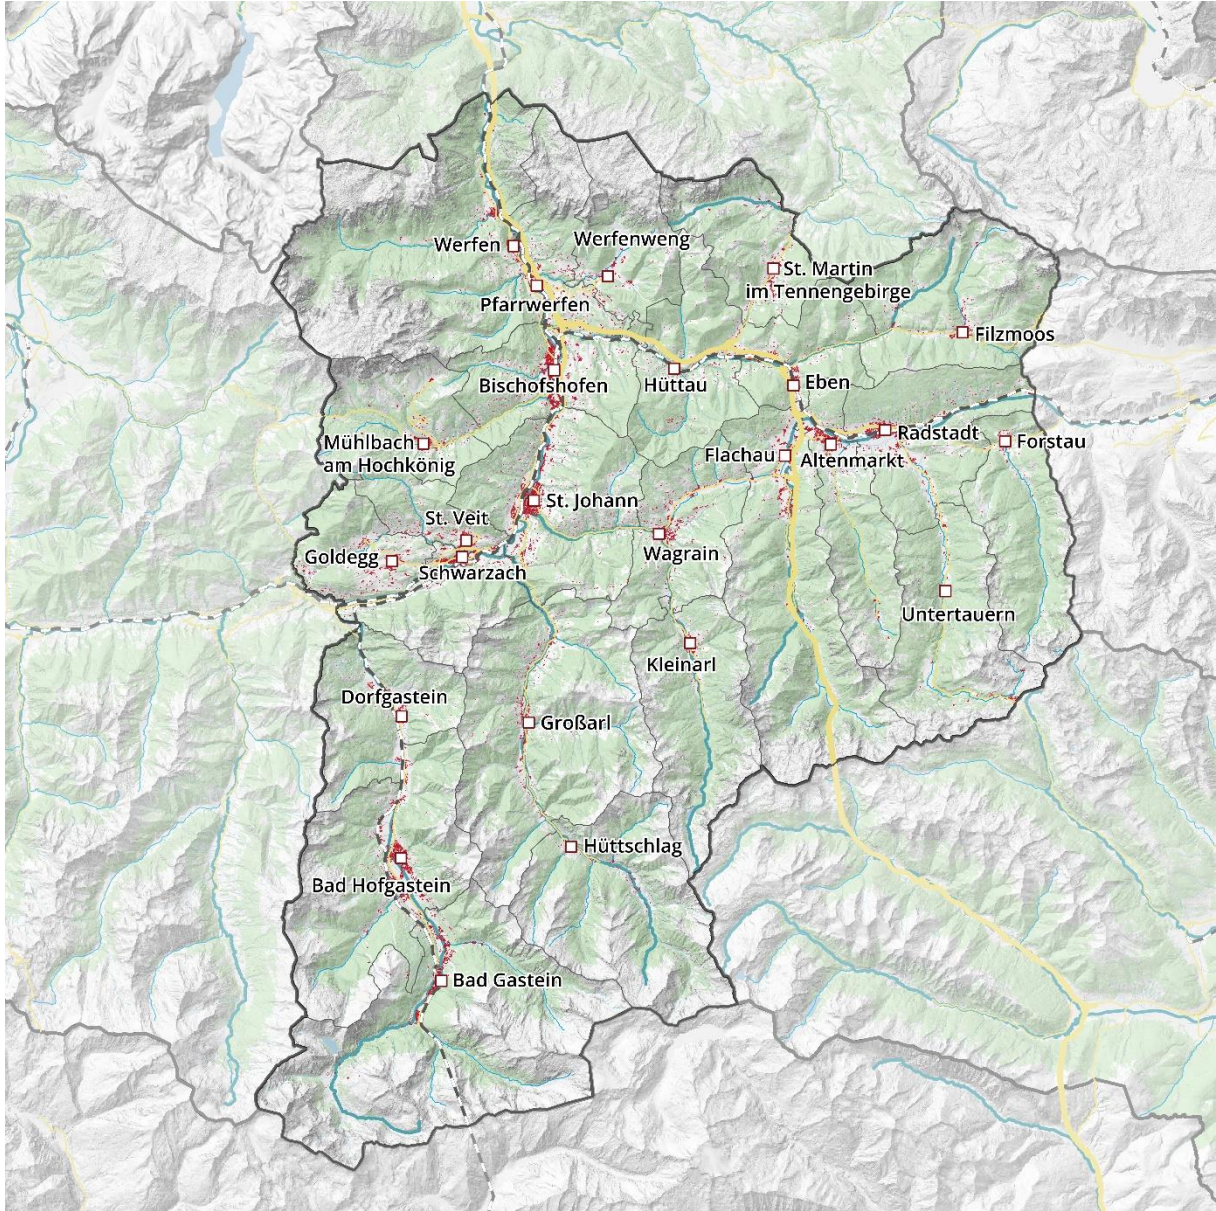 Werfen
Werfenweng
St. Martin
im Tennengebirge
Pfarrwerfen
Filzmoos
Bischofshofen
Hüttau
Eben
Mühlbach
am Hochkönig
Radstadt
Forstau
Flachau
Altenmarkt
St. Johann
St. Veit
Goldegg
Schwarzach
Wagrain
Untertauern
Kleinarl
Dorfgastein
Großarl
Hüttschlag
Bad Hofgastein
Bad Gastein